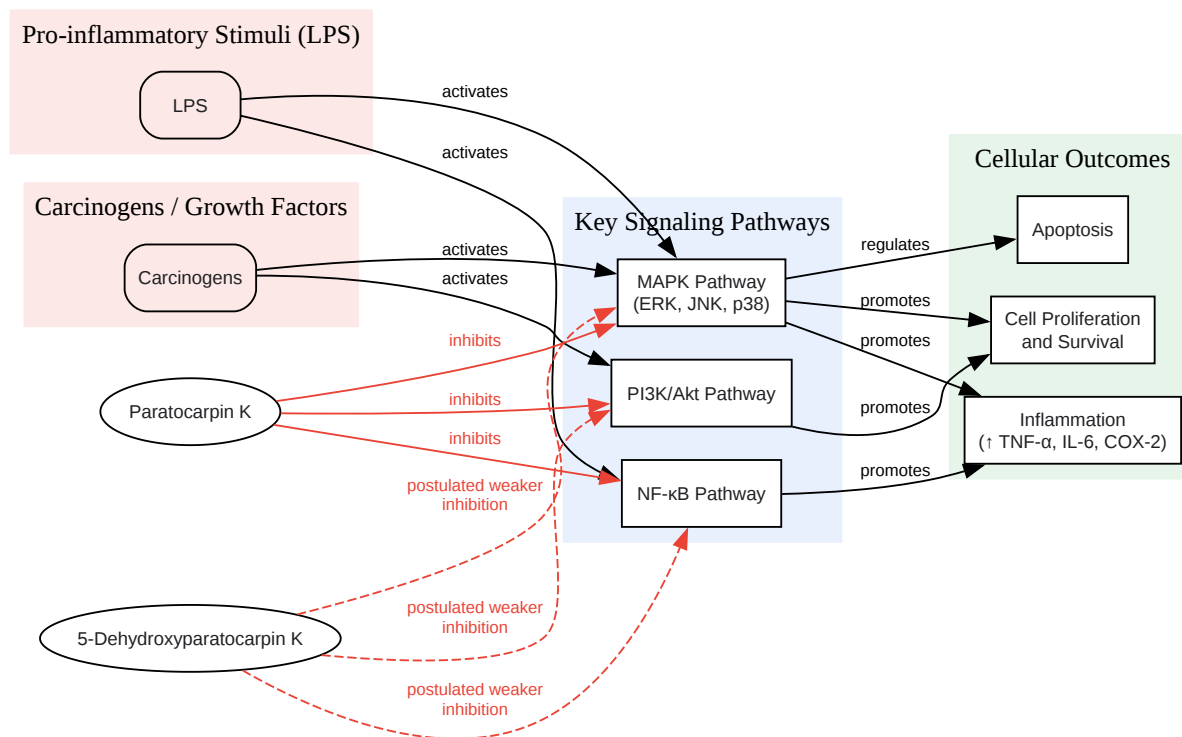 Pro-inflammatory Stimuli (LPS)
LPS
activates
activates
Carcinogens / Growth Factors
Carcinogens
activates
activates
Key Signaling Pathways
MAPK Pathway
(ERK, JNK, p38)
PI3K/Akt Pathway
NF-κB Pathway
Cellular Outcomes
regulates
Apoptosis
promotes
Cell Proliferation
and Survival
promotes
promotes
Inflammation
(↑ TNF-α, IL-6, COX-2)
promotes
Paratocarpin K
inhibits
inhibits
inhibits
5-Dehydroxyparatocarpin K
postulated weaker
inhibition
postulated weaker
inhibition
postulated weaker
inhibition